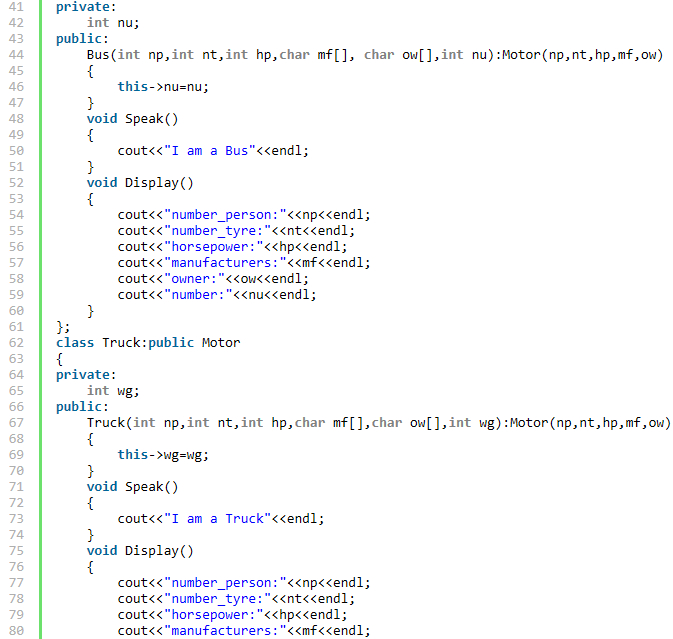 41 private:
42     int nu;
43 public:
44     Bus(int np,int nt,int hp,char mf[], char ow[],int nu):Motor(np,nt,hp,mf,ow)
45     {
46         this->nu=nu;
47     }
48     void Speak()
49     {
50         cout<<"I am a Bus"<<endl;
51     }
52     void Display()
53     {
54         cout<<"number_person:"<<np<<endl;
55         cout<<"number_tyre:"<<nt<<endl;
56         cout<<"horsepower:"<<hp<<endl;
57         cout<<"manufacturers:"<<mf<<endl;
58         cout<<"owner:"<<ow<<endl;
59         cout<<"number:"<<nu<<endl;
60     }
61 };
62 class Truck:public Motor
63 {
64 private:
65     int wg;
66 public:
67     Truck(int np,int nt,int hp,char mf[],char ow[],int wg):Motor(np,nt,hp,mf,ow)
68     {
69         this->wg=wg;
70     }
71     void Speak()
72     {
73         cout<<"I am a Truck"<<endl;
74     }
75     void Display()
76     {
77         cout<<"number_person:"<<np<<endl;
78         cout<<"number_tyre:"<<nt<<endl;
79         cout<<"horsepower:"<<hp<<endl;
80         cout<<"manufacturers:"<<mf<<endl;